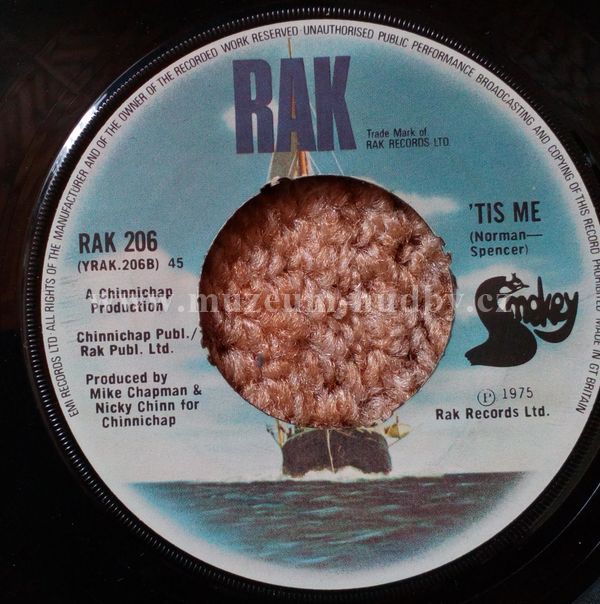 EMI RECORDS LTD. ALL RIGHTS OF THE MANUFACTURER AND OF THE OWNER OF THE RECORDED WORK RESERVED UNAUTHORISED PUBLIC PERFORMANCE BROADCASTING AND COPYING OF THIS RECORD PROHIBITED MADE IN GT BRITAIN
RAK
Trade Mark of
RAK RECORDS LTD.
RAK 206
(YRAK.206B) 45
A Chinnichap
Production
Chinnichap Publ./
Rak Publ. Ltd.
Produced by
Mike Chapman &
Nicky Chinn for
Chinnichap
'TIS ME
(Norman—
Spencer)
Smokey
Ⓟ 1975
Rak Records Ltd.
www.muzeum.hudby.cz